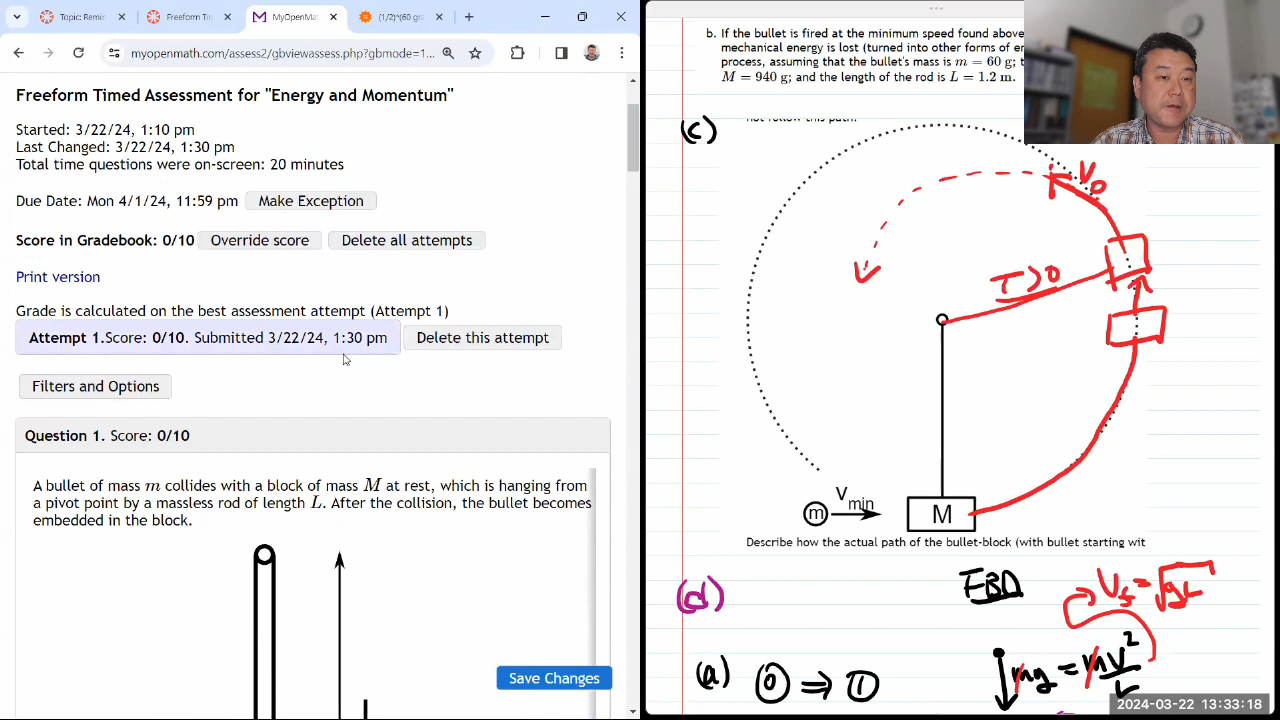 Topic Remin
Freeform Tim
MyOpenMath
(1/2)*(60 gra
myopenmath.com/assess2/gbviewassess.php?gbmode=1...
Freeform Timed Assessment for "Energy and Momentum"
Started: 3/22/24, 1:10 pm
Last Changed: 3/22/24, 1:30 pm
Total time questions were on-screen: 20 minutes
Due Date: Mon 4/1/24, 11:59 pm Make Exception
Score in Gradebook: 0/10 Override score Delete all attempts
Print version
Grade is calculated on the best assessment attempt (Attempt 1)
Attempt 1.Score: 0/10. Submitted 3/22/24, 1:30 pm Delete this attempt
Filters and Options
Question 1. Score: 0/10
A bullet of mass m collides with a block of mass M at rest, which is hanging from
a pivot point by a massless rod of length L. After the collision, the bullet becomes
embedded in the block.
Save Changes
b. If the bullet is fired at the minimum speed found above
mechanical energy is lost (turned into other forms of en
process, assuming that the bullet's mass is m = 60 g; t
M = 940 g; and the length of the rod is L = 1.2 m.
(c)
not follow this path.
V0
T>0
Vmin
m
M
Describe how the actual path of the bullet-block (with bullet starting wit
(d)
FBD
Vf = √gL
(a) ⓪ ⇒ ①
mg = mv²/L
2024-03-22 13:33:18